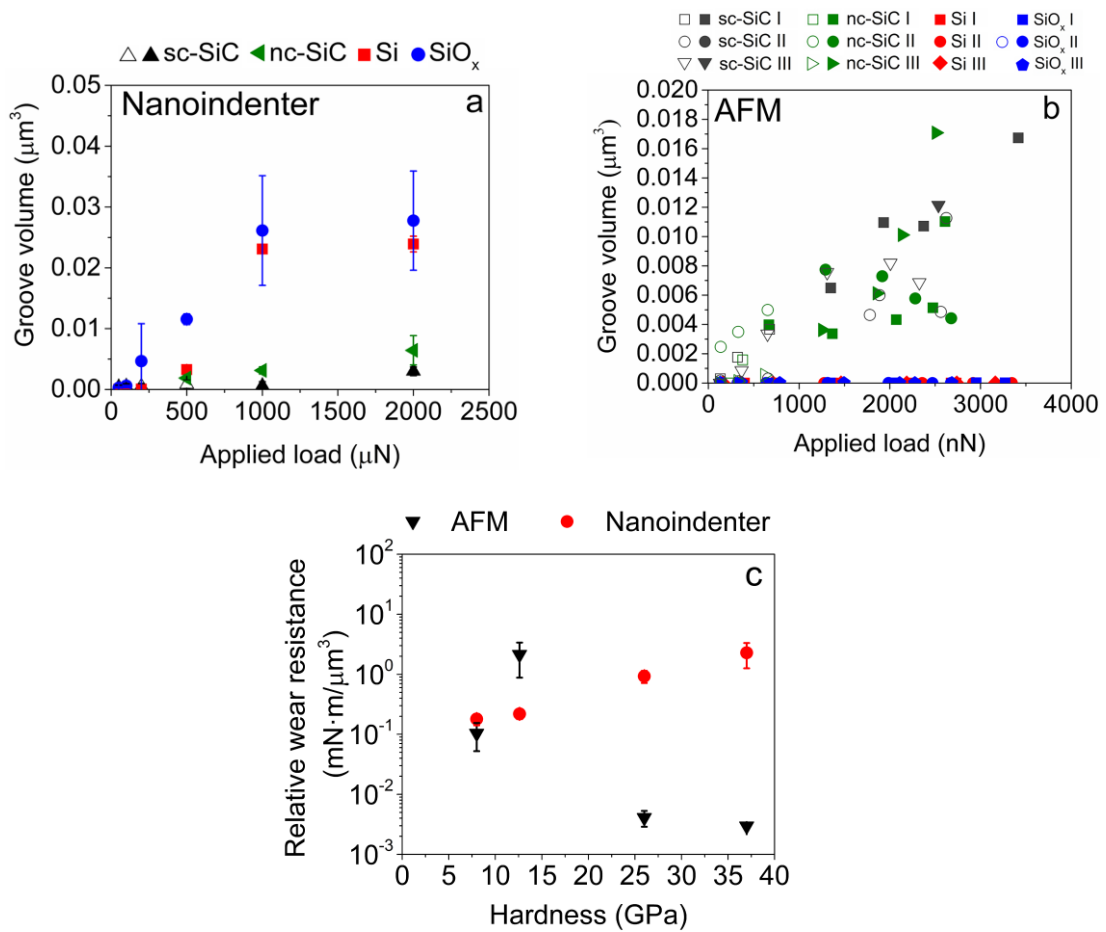 sc-SiC nc-SiC Si SiOₓ
Nanoindenter a
0.05
0.04
0.03
0.02
0.01
0.00
0 500 1000 1500 2000 2500
Groove volume (μm³)
Applied load (μN)
sc-SiC I nc-SiC I Si I SiOₓ I
sc-SiC II nc-SiC II Si II SiOₓ II
sc-SiC III nc-SiC III Si III SiOₓ III
AFM b
0.020
0.018
0.016
0.014
0.012
0.010
0.008
0.006
0.004
0.002
0.000
0 1000 2000 3000 4000
Groove volume (μm³)
Applied load (nN)
AFM Nanoindenter
c
10²
10¹
10⁰
10⁻¹
10⁻²
10⁻³
0 5 10 15 20 25 30 35 40
Relative wear resistance
(mN·m/μm³)
Hardness (GPa)